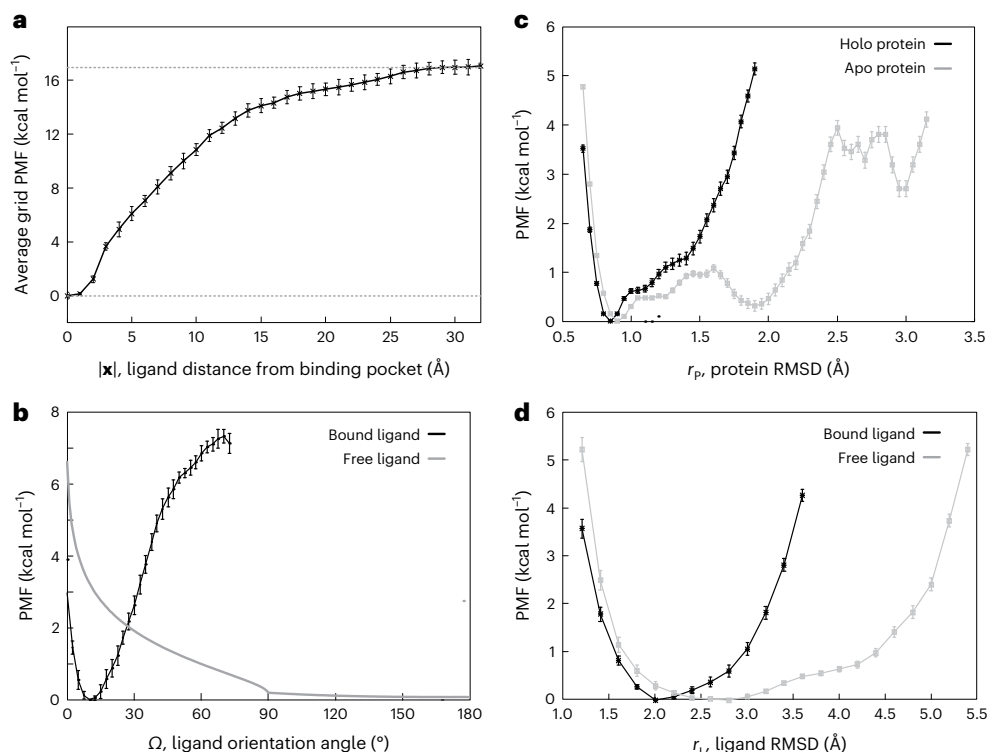 a
Average grid PMF (kcal mol⁻¹)
16
12
8
4
0
0 5 10 15 20 25 30
|x|, ligand distance from binding pocket (Å)
c
PMF (kcal mol⁻¹)
Holo protein
Apo protein
6
5
4
3
2
1
0
0.5 1.0 1.5 2.0 2.5 3.0 3.5
rP, protein RMSD (Å)
b
PMF (kcal mol⁻¹)
Bound ligand
Free ligand
8
6
4
2
0
0 30 60 90 120 150 180
Ω, ligand orientation angle (°)
d
PMF (kcal mol⁻¹)
Bound ligand
Free ligand
6
5
4
3
2
1
0
1.0 1.5 2.0 2.5 3.0 3.5 4.0 4.5 5.0 5.5
rL, ligand RMSD (Å)